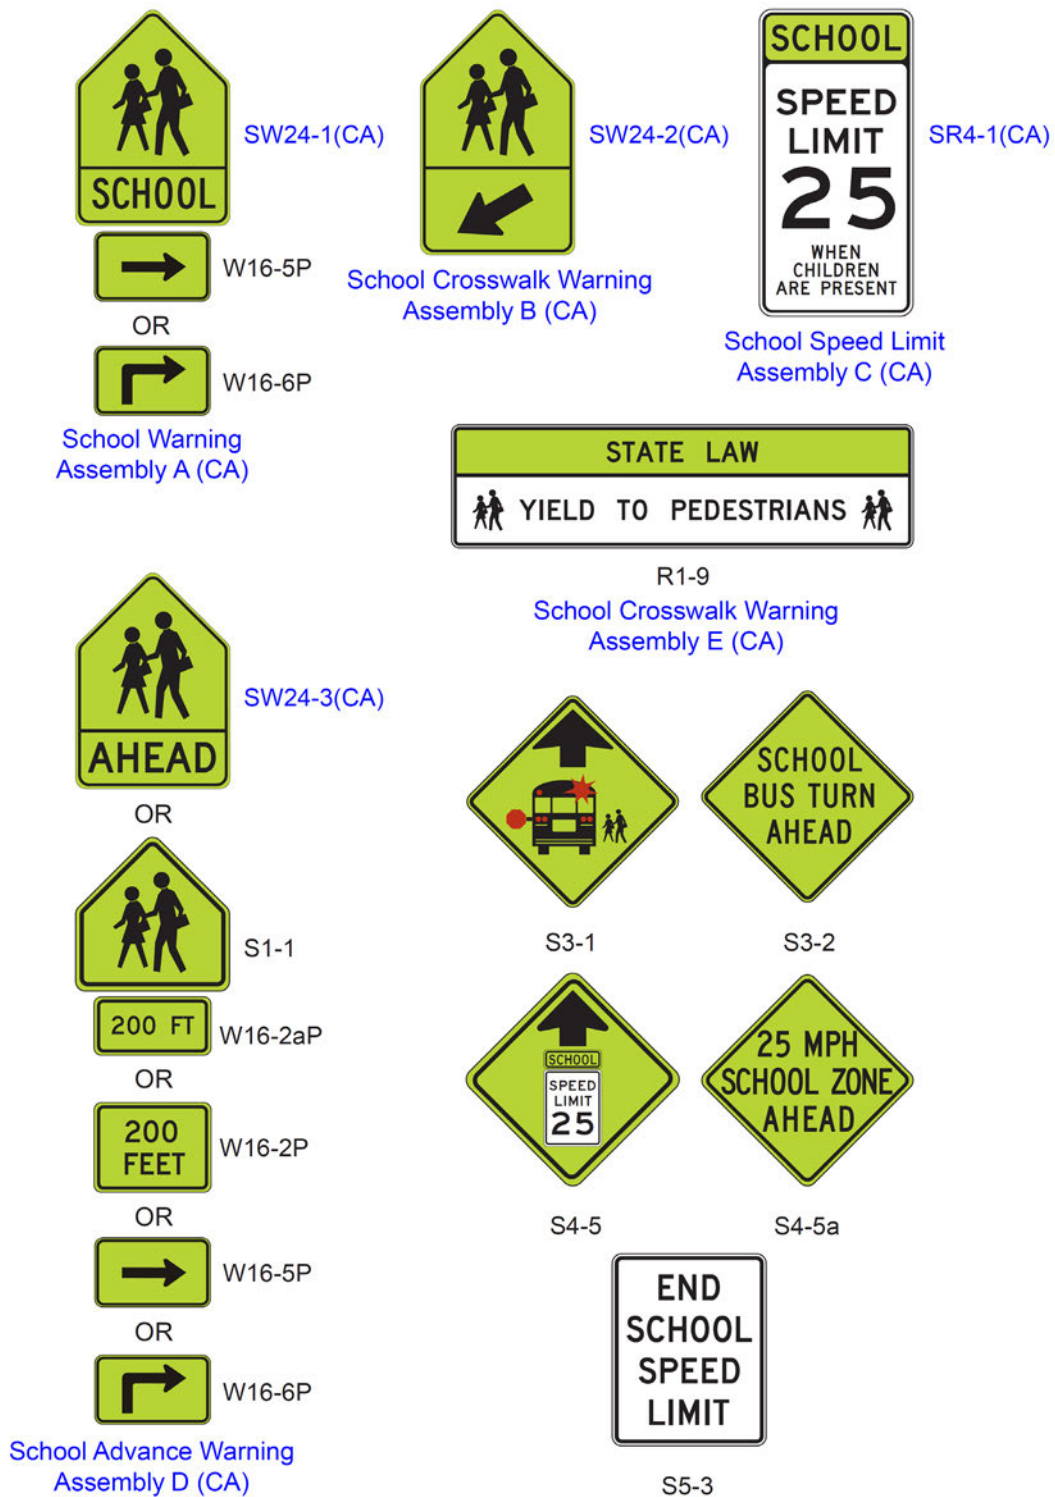 SCHOOL
SW24-1(CA)
W16-5P
OR
W16-6P
School Warning
Assembly A (CA)
SW24-2(CA)
School Crosswalk Warning
Assembly B (CA)
SCHOOL
SPEED
LIMIT
25
WHEN
CHILDREN
ARE PRESENT
SR4-1(CA)
School Speed Limit
Assembly C (CA)
STATE LAW
YIELD TO PEDESTRIANS
R1-9
School Crosswalk Warning
Assembly E (CA)
AHEAD
SW24-3(CA)
OR
S1-1
200 FT
W16-2aP
OR
200
FEET
W16-2P
OR
W16-5P
OR
W16-6P
School Advance Warning
Assembly D (CA)
S3-1
SCHOOL
BUS TURN
AHEAD
S3-2
SCHOOL
SPEED
LIMIT
25
S4-5
25 MPH
SCHOOL ZONE
AHEAD
S4-5a
END
SCHOOL
SPEED
LIMIT
S5-3